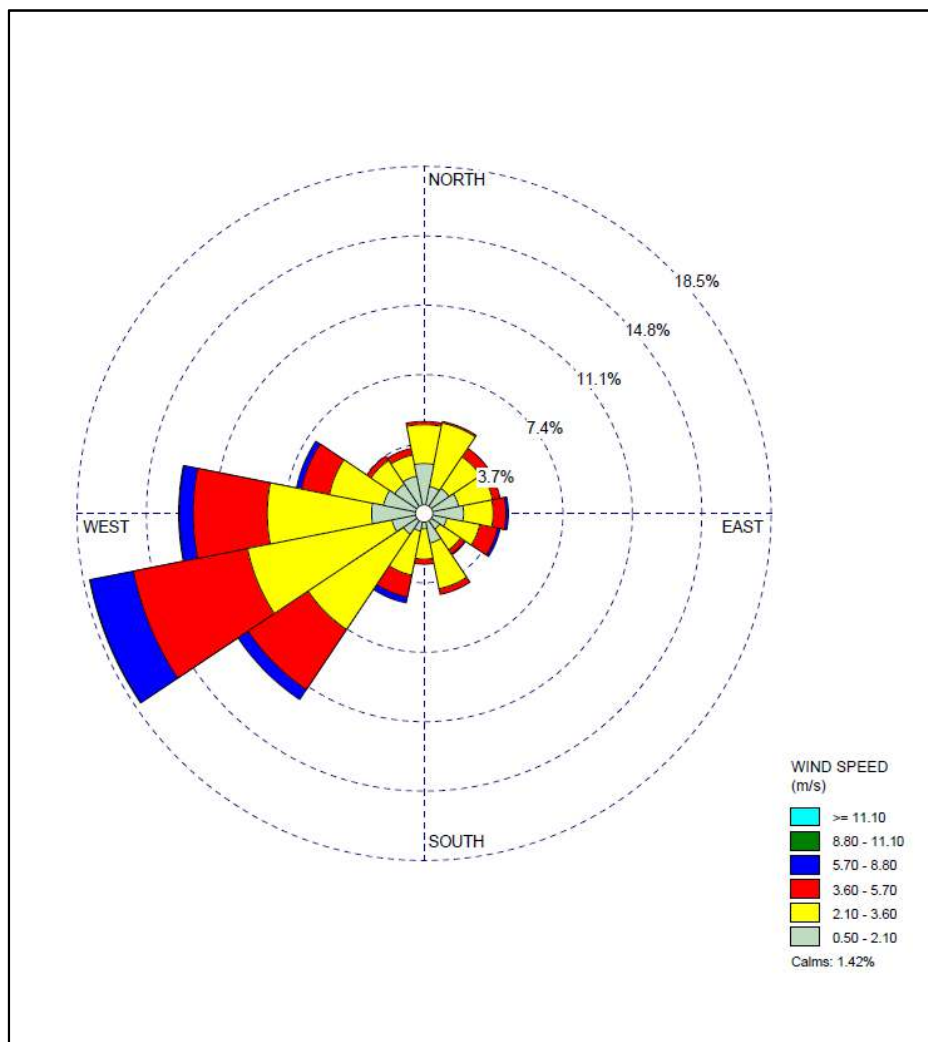 NORTH
18.5%
14.8%
11.1%
7.4%
3.7%
WEST
EAST
SOUTH
WIND SPEED
(m/s)
>= 11.10
8.80 - 11.10
5.70 - 8.80
3.60 - 5.70
2.10 - 3.60
0.50 - 2.10
Calms: 1.42%